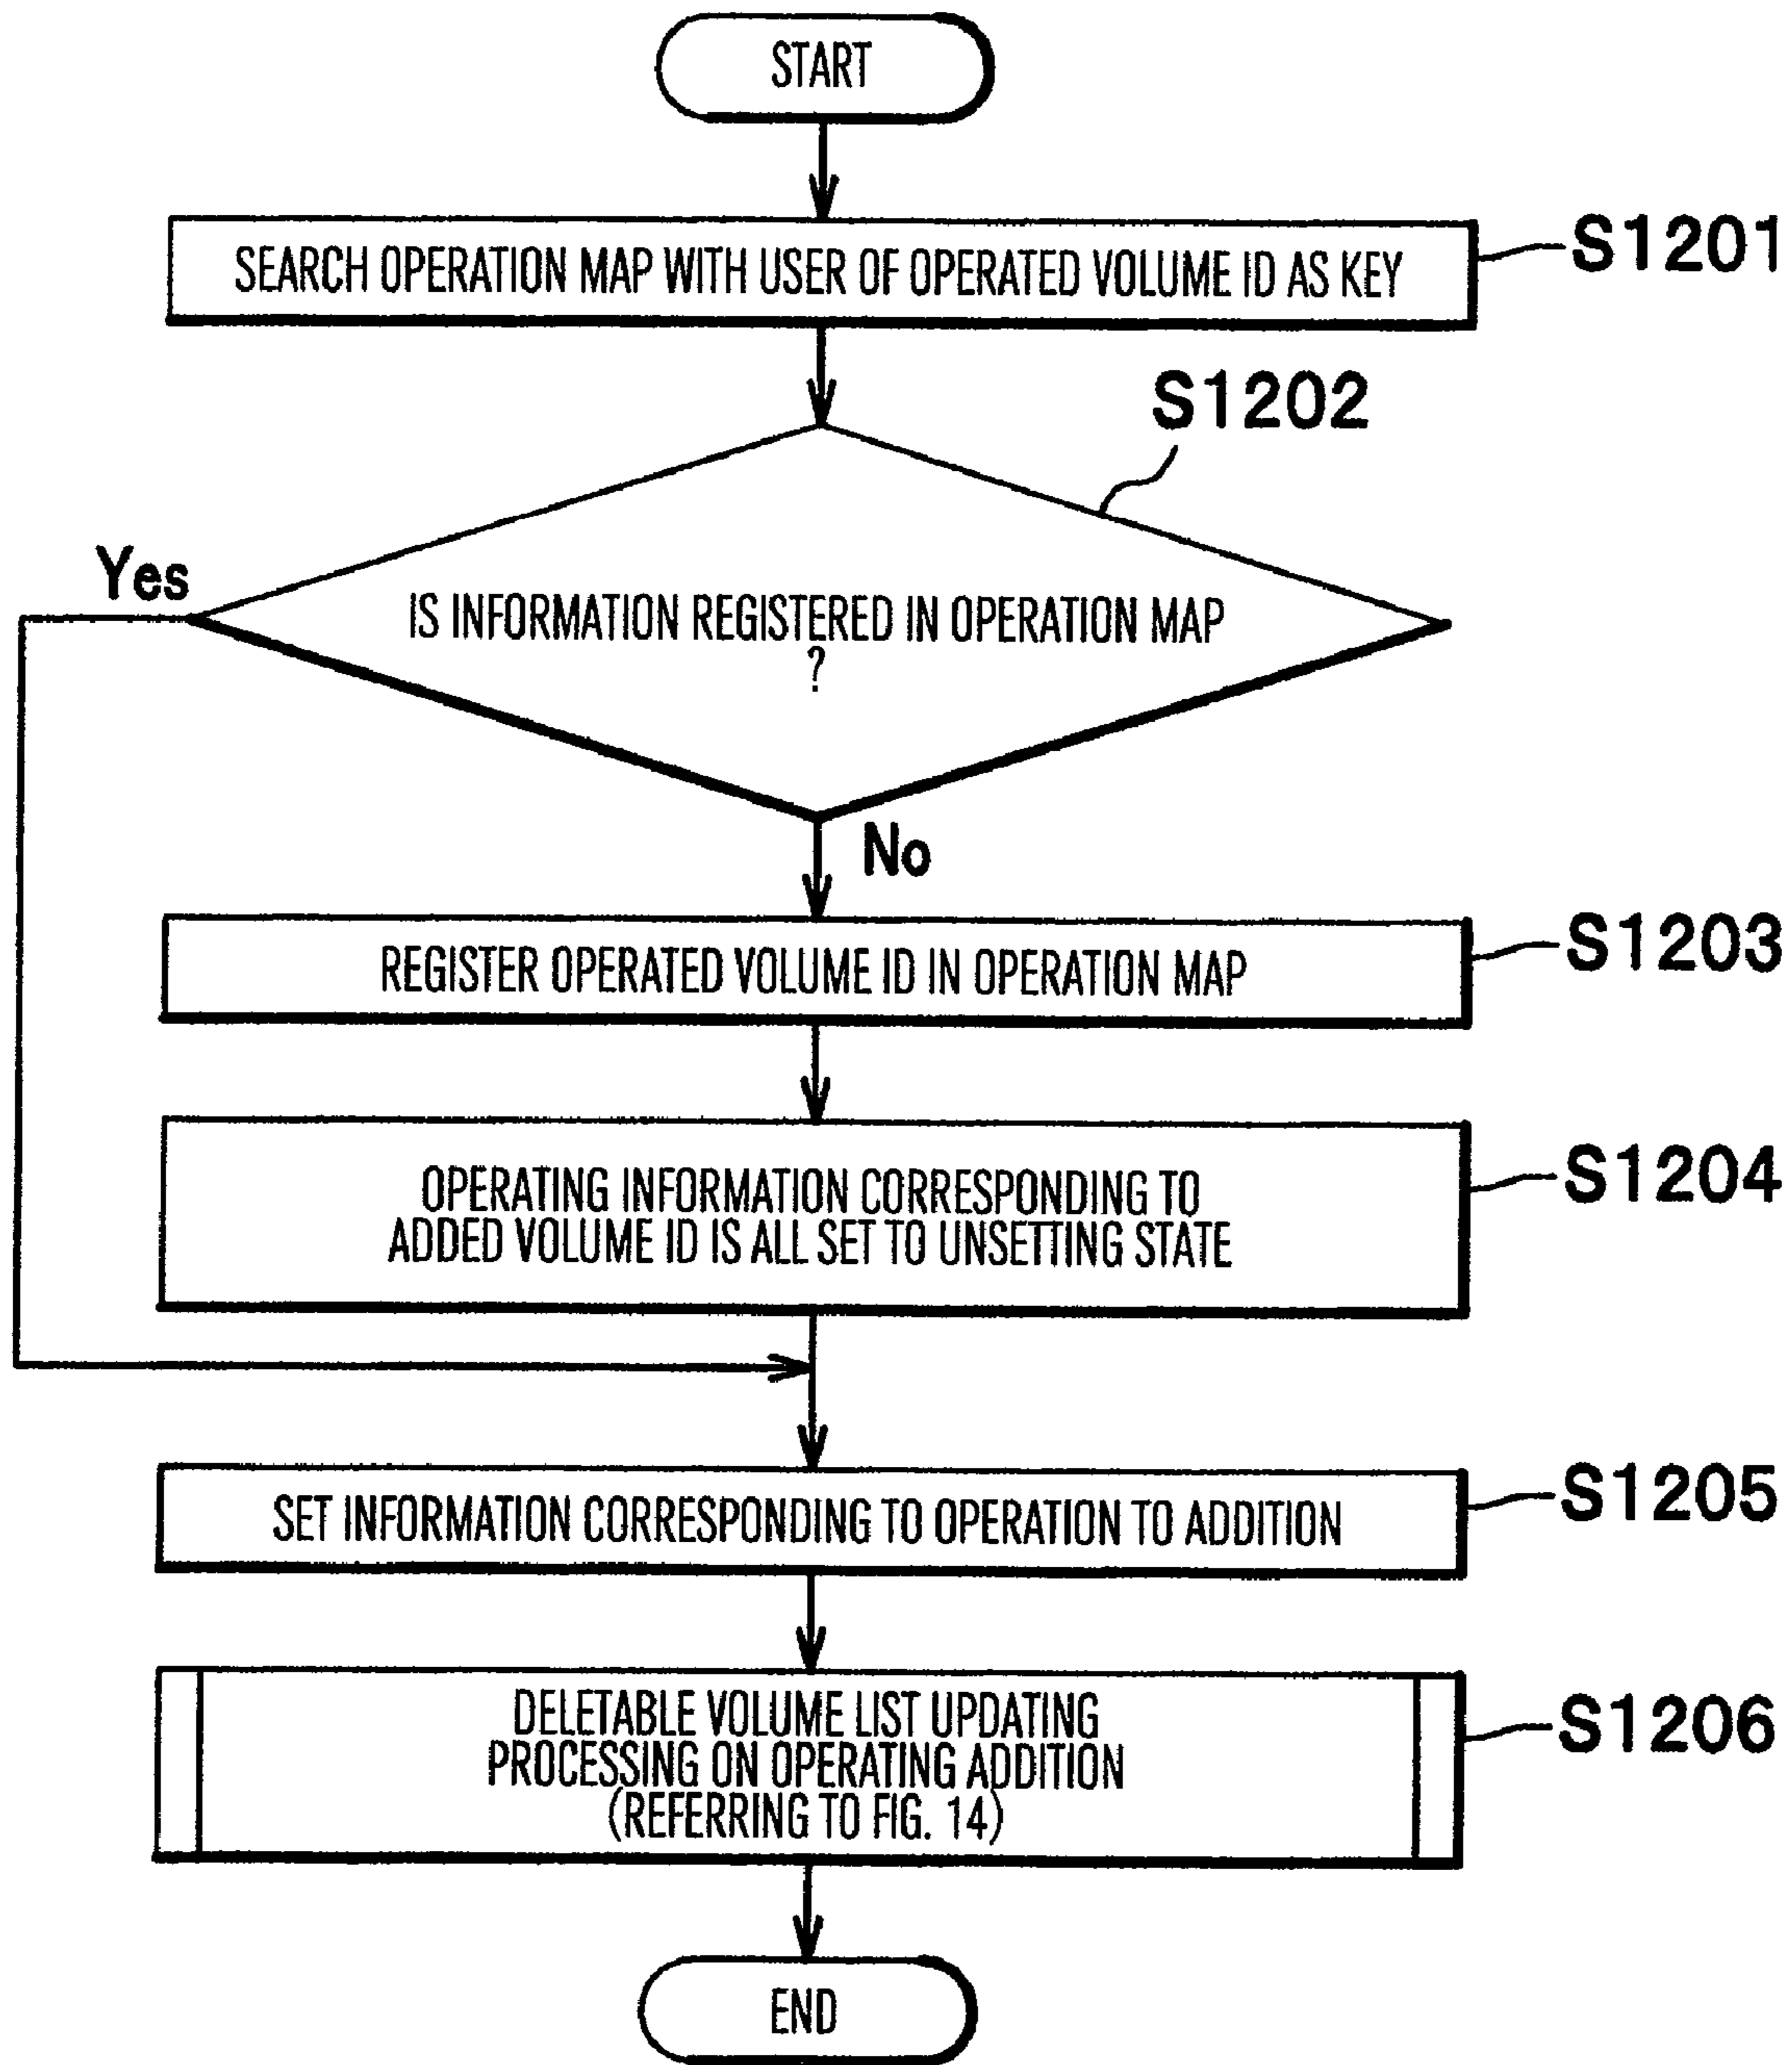 START
SEARCH OPERATION MAP WITH USER OF OPERATED VOLUME ID AS KEY
S1201
S1202
Yes
IS INFORMATION REGISTERED IN OPERATION MAP
?
No
REGISTER OPERATED VOLUME ID IN OPERATION MAP
S1203
OPERATING INFORMATION CORRESPONDING TO
ADDED VOLUME ID IS ALL SET TO UNSETTING STATE
S1204
SET INFORMATION CORRESPONDING TO OPERATION TO ADDITION
S1205
DELETABLE VOLUME LIST UPDATING
PROCESSING ON OPERATING ADDITION
(REFERRING TO FIG. 14)
S1206
END